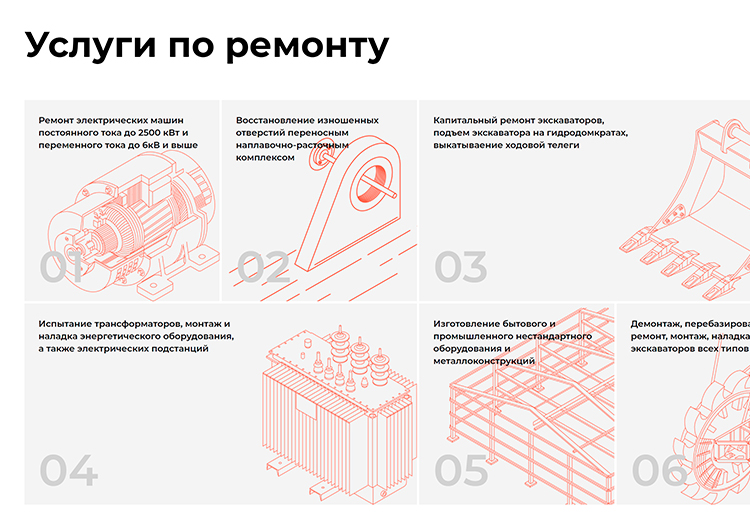 Услуги по ремонту
Ремонт электрических машин
постоянного тока до 2500 кВт и
переменного тока до 6кВ и выше
01
Восстановление изношенных
отверстий переносным
наплавочно-расточным
комплексом
02
Капитальный ремонт экскаваторов,
подъем экскаватора на гидродомкратах,
выкатываение ходовой телеги
03
Испытание трансформаторов, монтаж и
наладка энергетического оборудования,
а также электрических подстанций
04
Изготовление бытового и
промышленного нестандартного
оборудования и
металлоконструкций
05
Демонтаж, перебазирова
ремонт, монтаж, наладка
экскаваторов всех типов
06